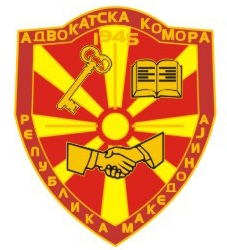 АДВОКАТСКА КОМОРА
1945
РЕПУБЛИКА МАКЕДОНИЈА